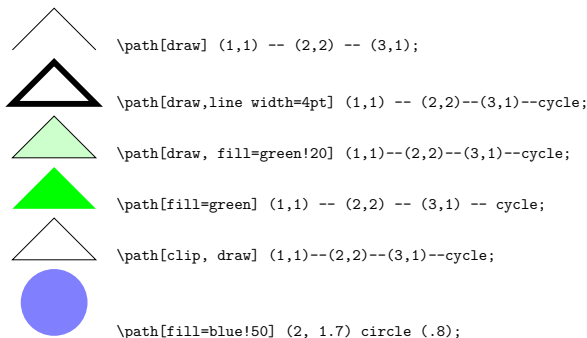 \path[draw] (1,1) -- (2,2) -- (3,1);
\path[draw,line width=4pt] (1,1) -- (2,2)--(3,1)--cycle;
\path[draw, fill=green!20] (1,1)--(2,2)--(3,1)--cycle;
\path[fill=green] (1,1) -- (2,2) -- (3,1) -- cycle;
\path[clip, draw] (1,1)--(2,2)--(3,1)--cycle;
\path[fill=blue!50] (2, 1.7) circle (.8);